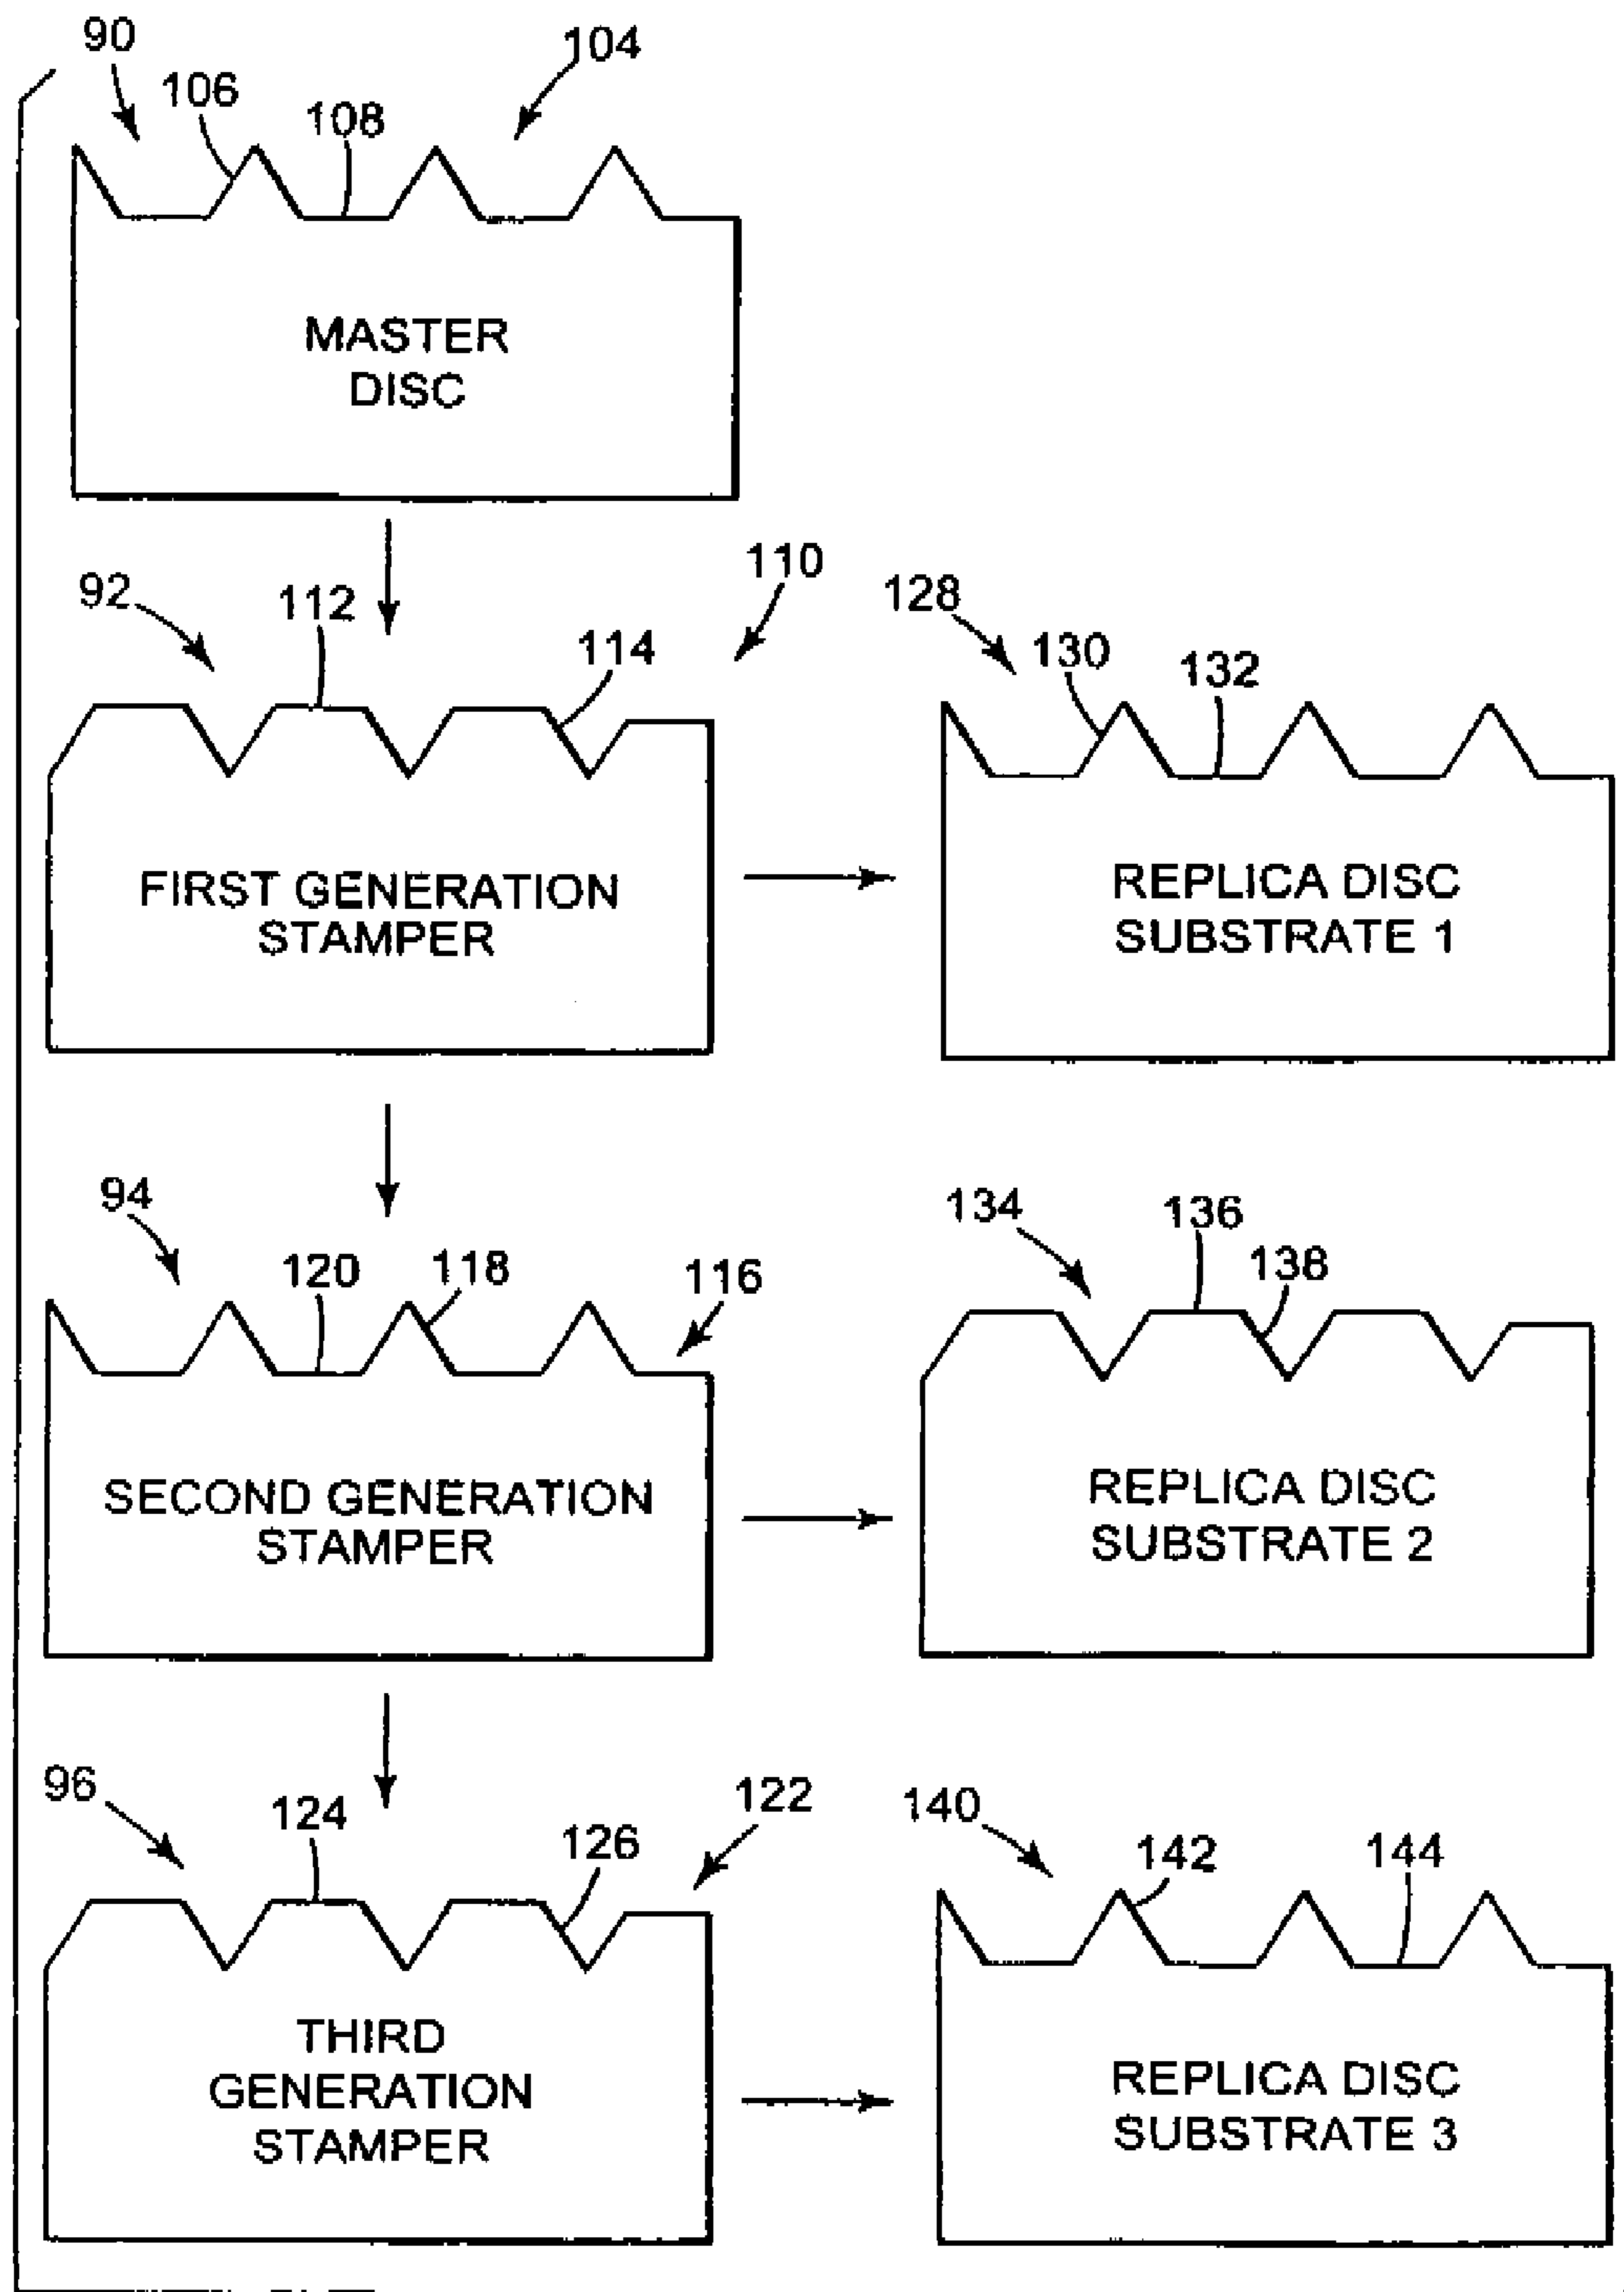 90
104
106
108
MASTER
DISC
92
112
110
114
128
130
132
FIRST GENERATION
STAMPER
REPLICA DISC
SUBSTRATE 1
94
120
118
116
134
136
138
SECOND GENERATION
STAMPER
REPLICA DISC
SUBSTRATE 2
96
124
126
122
140
142
144
THIRD
GENERATION
STAMPER
REPLICA DISC
SUBSTRATE 3